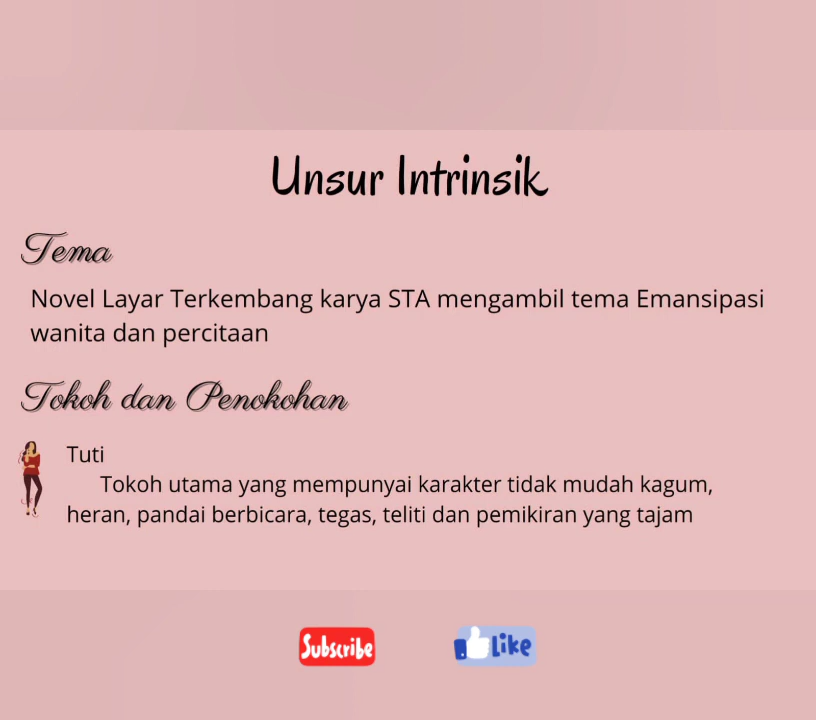 Unsur Intrinsik
Tema
Novel Layar Terkembang karya STA mengambil tema Emansipasi
wanita dan percitaan
Tokoh dan Penokohan
Tuti
Tokoh utama yang mempunyai karakter tidak mudah kagum,
heran, pandai berbicara, tegas, teliti dan pemikiran yang tajam
Subscribe
Like